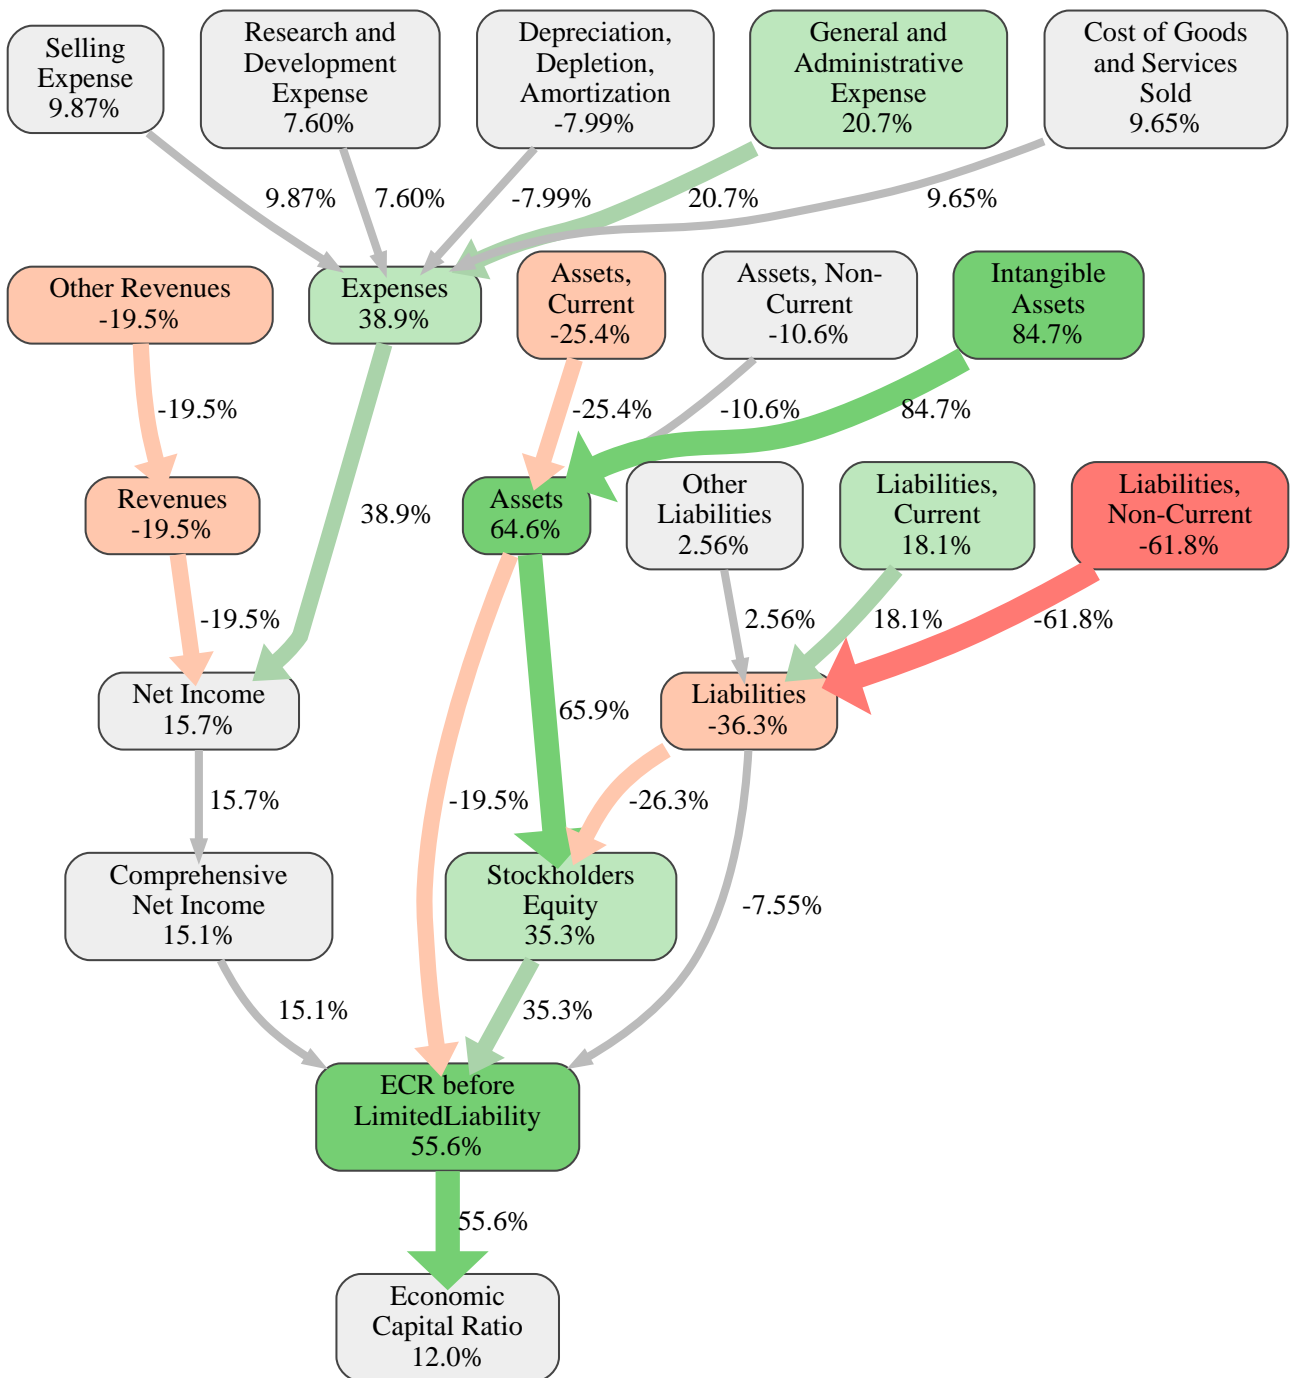 Selling
Expense
9.87%
Research and
Development
Expense
7.60%
Depreciation,
Depletion,
Amortization
-7.99%
General and
Administrative
Expense
20.7%
Cost of Goods
and Services
Sold
9.65%
9.87%
7.60%
-7.99%
20.7%
9.65%
Other Revenues
-19.5%
Expenses
38.9%
Assets,
Current
-25.4%
Assets, Non-
Current
-10.6%
Intangible
Assets
84.7%
-19.5%
-25.4%
-10.6%
84.7%
Revenues
-19.5%
38.9%
Assets
64.6%
Other
Liabilities
2.56%
Liabilities,
Current
18.1%
Liabilities,
Non-Current
-61.8%
-19.5%
2.56%
18.1%
-61.8%
Net Income
15.7%
65.9%
Liabilities
-36.3%
15.7%
-19.5%
-26.3%
Comprehensive
Net Income
15.1%
Stockholders
Equity
35.3%
-7.55%
15.1%
35.3%
ECR before
LimitedLiability
55.6%
55.6%
Economic
Capital Ratio
12.0%